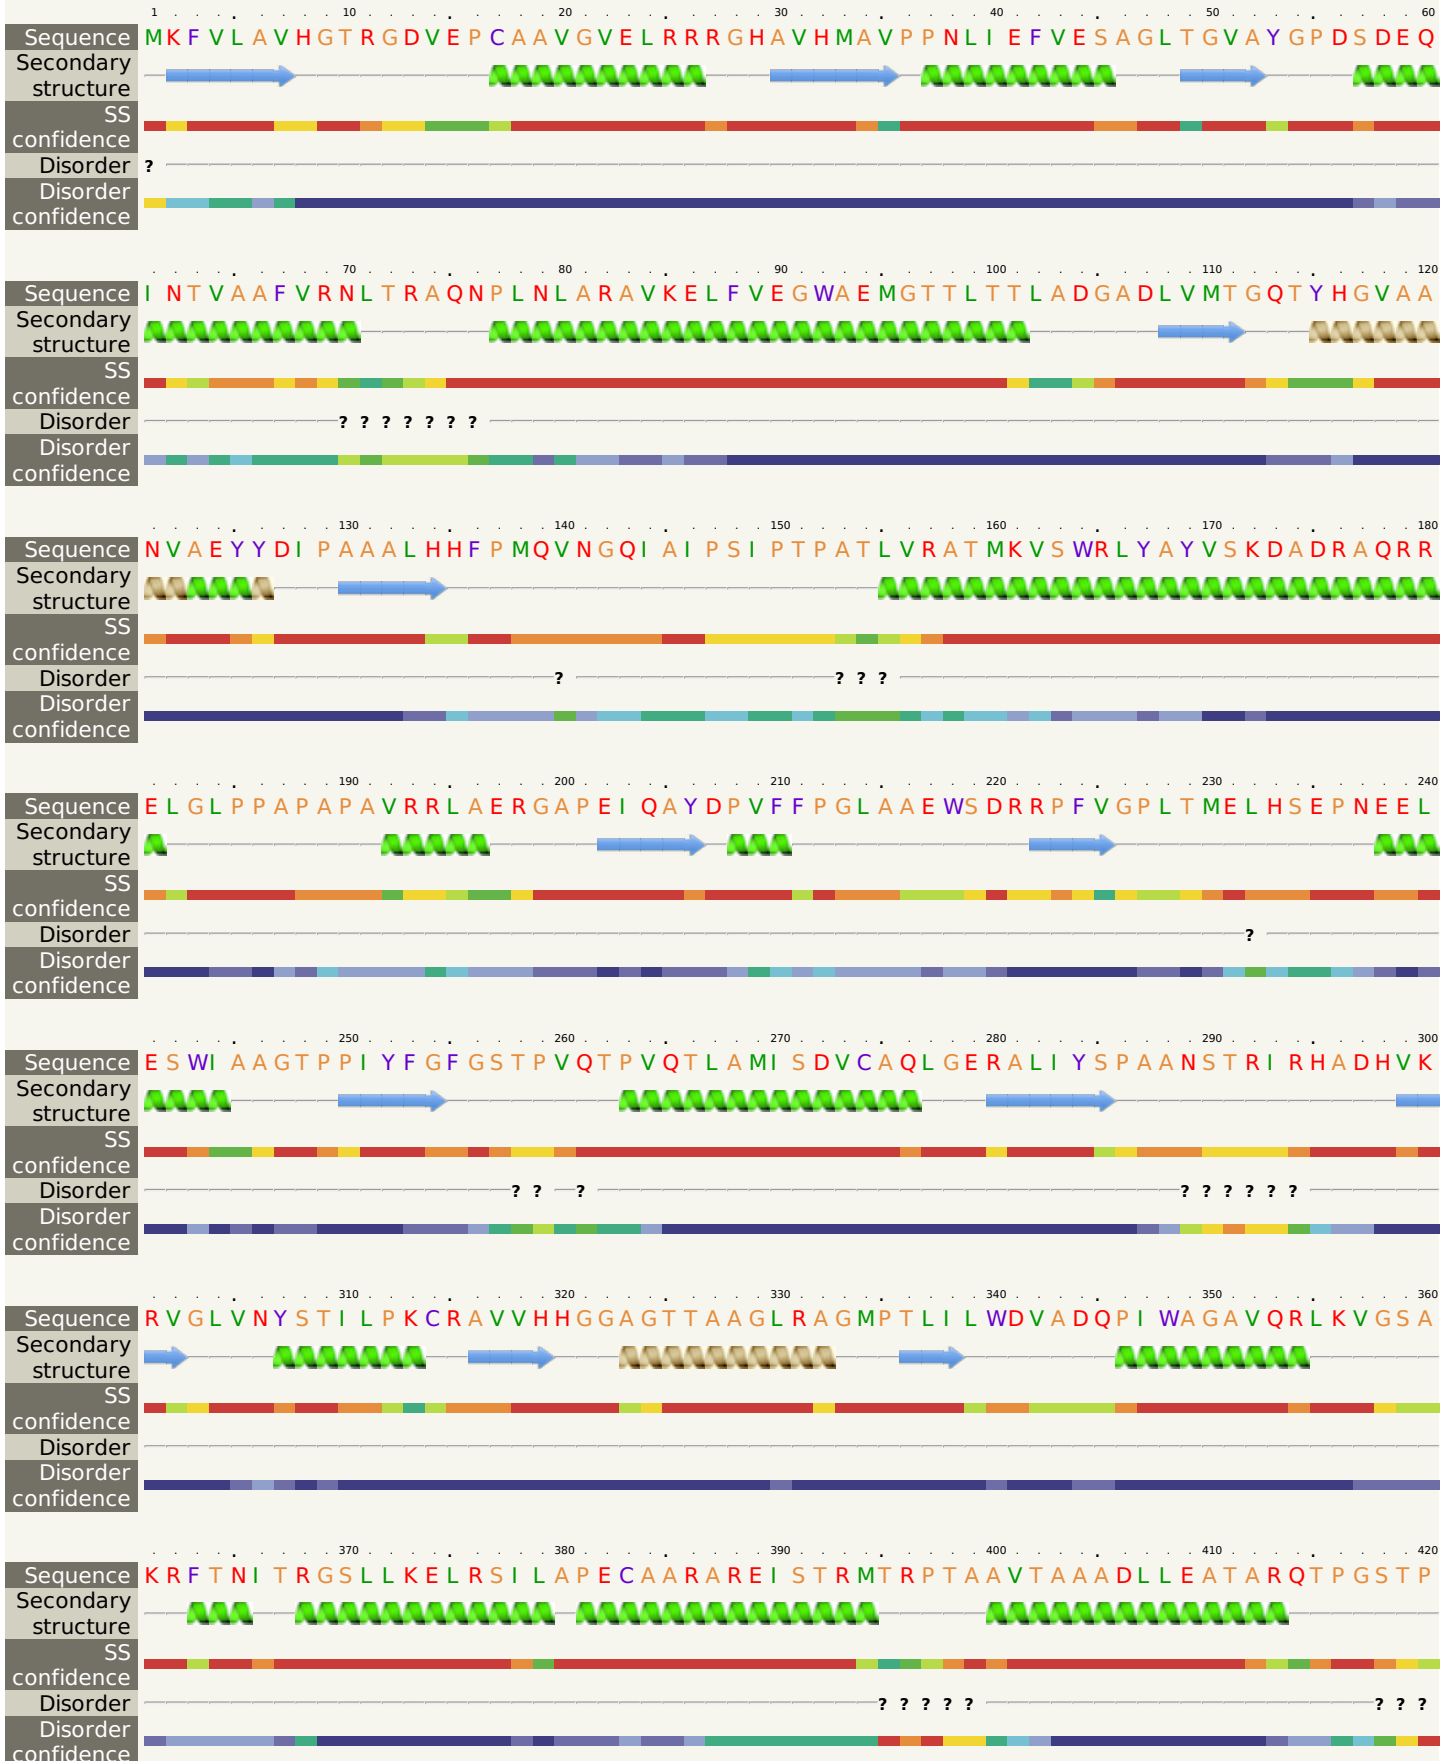 1 10 20 30 40 50 60
Sequence MKFVLAVHGTRGDVEPCAAVGVELRRRGHAVHMAVPPNLIEFVESAGLTGVAYGPDSDEQ
Secondary
structure
SS
confidence
Disorder ?
Disorder
confidence
70 80 90 100 110 120
Sequence INTVAAFVRNLTRAQNPLNLARAVKELFVEGWAEMGTTLTTLADGADLVMTGQTYHGVAA
Secondary
structure
SS
confidence
Disorder ? ? ? ? ? ? ?
Disorder
confidence
130 140 150 160 170 180
Sequence NVAEYYDIPAAALHHFPMQVNGQIAIPSIPTPATLVRATMKVSWRLYAYVSKDADRAQRR
Secondary
structure
SS
confidence
Disorder ? ? ? ?
Disorder
confidence
190 200 210 220 230 240
Sequence ELGLPPAPAPAVRRLAERGAPEIQAYDPVFFPGLAAEWSDRRPFVGPLTMELHSEPNEEL
Secondary
structure
SS
confidence
Disorder ?
Disorder
confidence
250 260 270 280 290 300
Sequence ESWIAAGTPPIYFGFGSTPVQTPVQTLAMISDVCAQLGERALIYSPAANSTRIRHADHVK
Secondary
structure
SS
confidence
Disorder ? ? ? ? ? ? ? ? ?
Disorder
confidence
310 320 330 340 350 360
Sequence RVGLVNYSTILPKCRAVVHHGGAGTTAAGLRAGMPTLILWDVADQPIWAGAVQRLKVGSA
Secondary
structure
SS
confidence
Disorder
Disorder
confidence
370 380 390 400 410 420
Sequence KRFTNITRGSLLKELRSILAPECAARAREISTRMTRPTAAVTAAADLLEATARQTPGSTP
Secondary
structure
SS
confidence
Disorder ? ? ? ? ? ? ? ?
Disorder
confidence